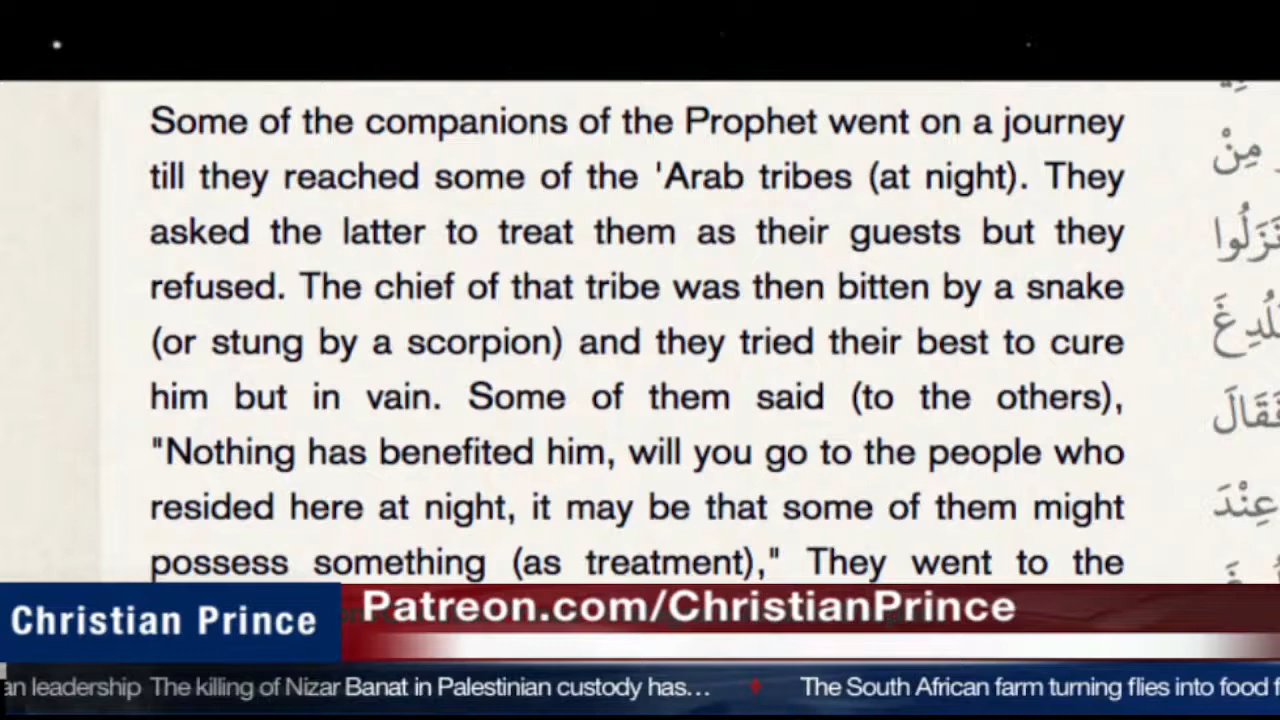 Some of the companions of the Prophet went on a journey
till they reached some of the 'Arab tribes (at night). They
asked the latter to treat them as their guests but they
refused. The chief of that tribe was then bitten by a snake
(or stung by a scorpion) and they tried their best to cure
him but in vain. Some of them said (to the others),
"Nothing has benefited him, will you go to the people who
resided here at night, it may be that some of them might
possess something (as treatment)," They went to the
مِنْ
فَقَالَ
عِنْدَ
Christian Prince
Patreon.com/ChristianPrince
an leadership The killing of Nizar Banat in Palestinian custody has... The South African farm turning flies into food f